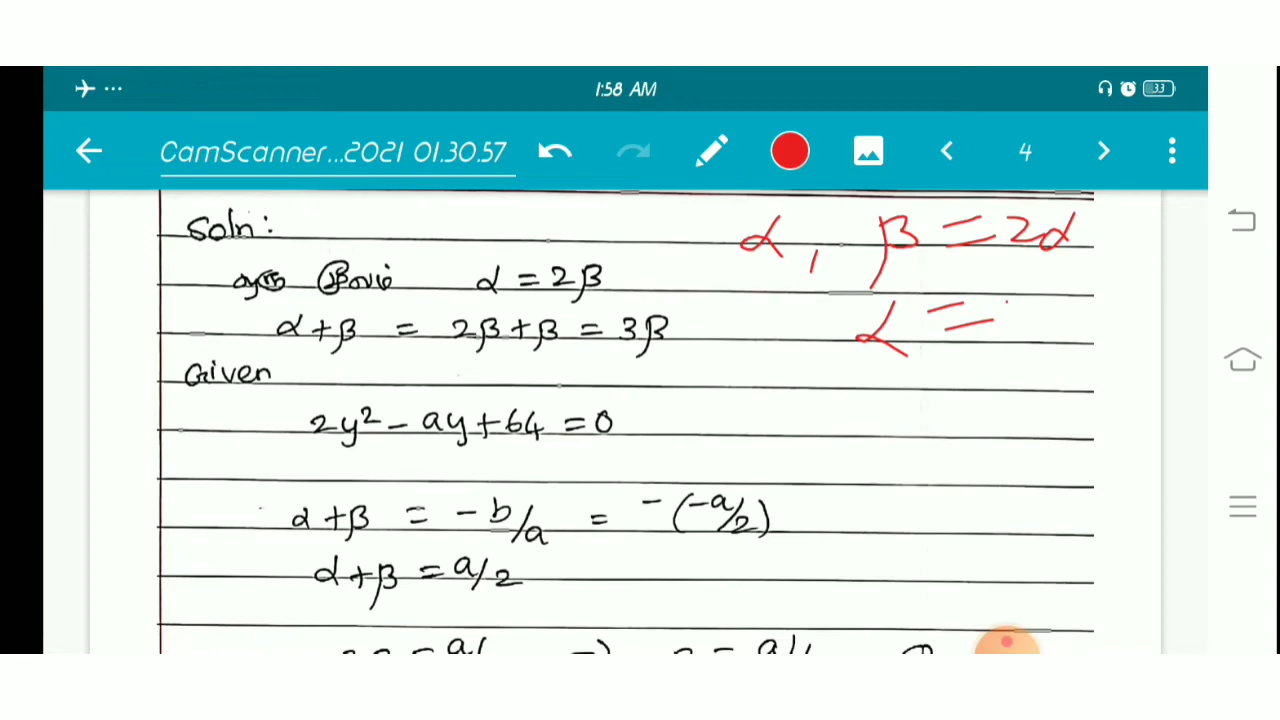 1:58 AM
33
CamScanner...2021 01.30.57
4
Soln:
α = 2β
α , β = 2α
α+β = 2β+β = 3β
α =
Given
2y² - ay + 64 = 0
α+β = -b/a = -(-a/2)
α+β = a/2